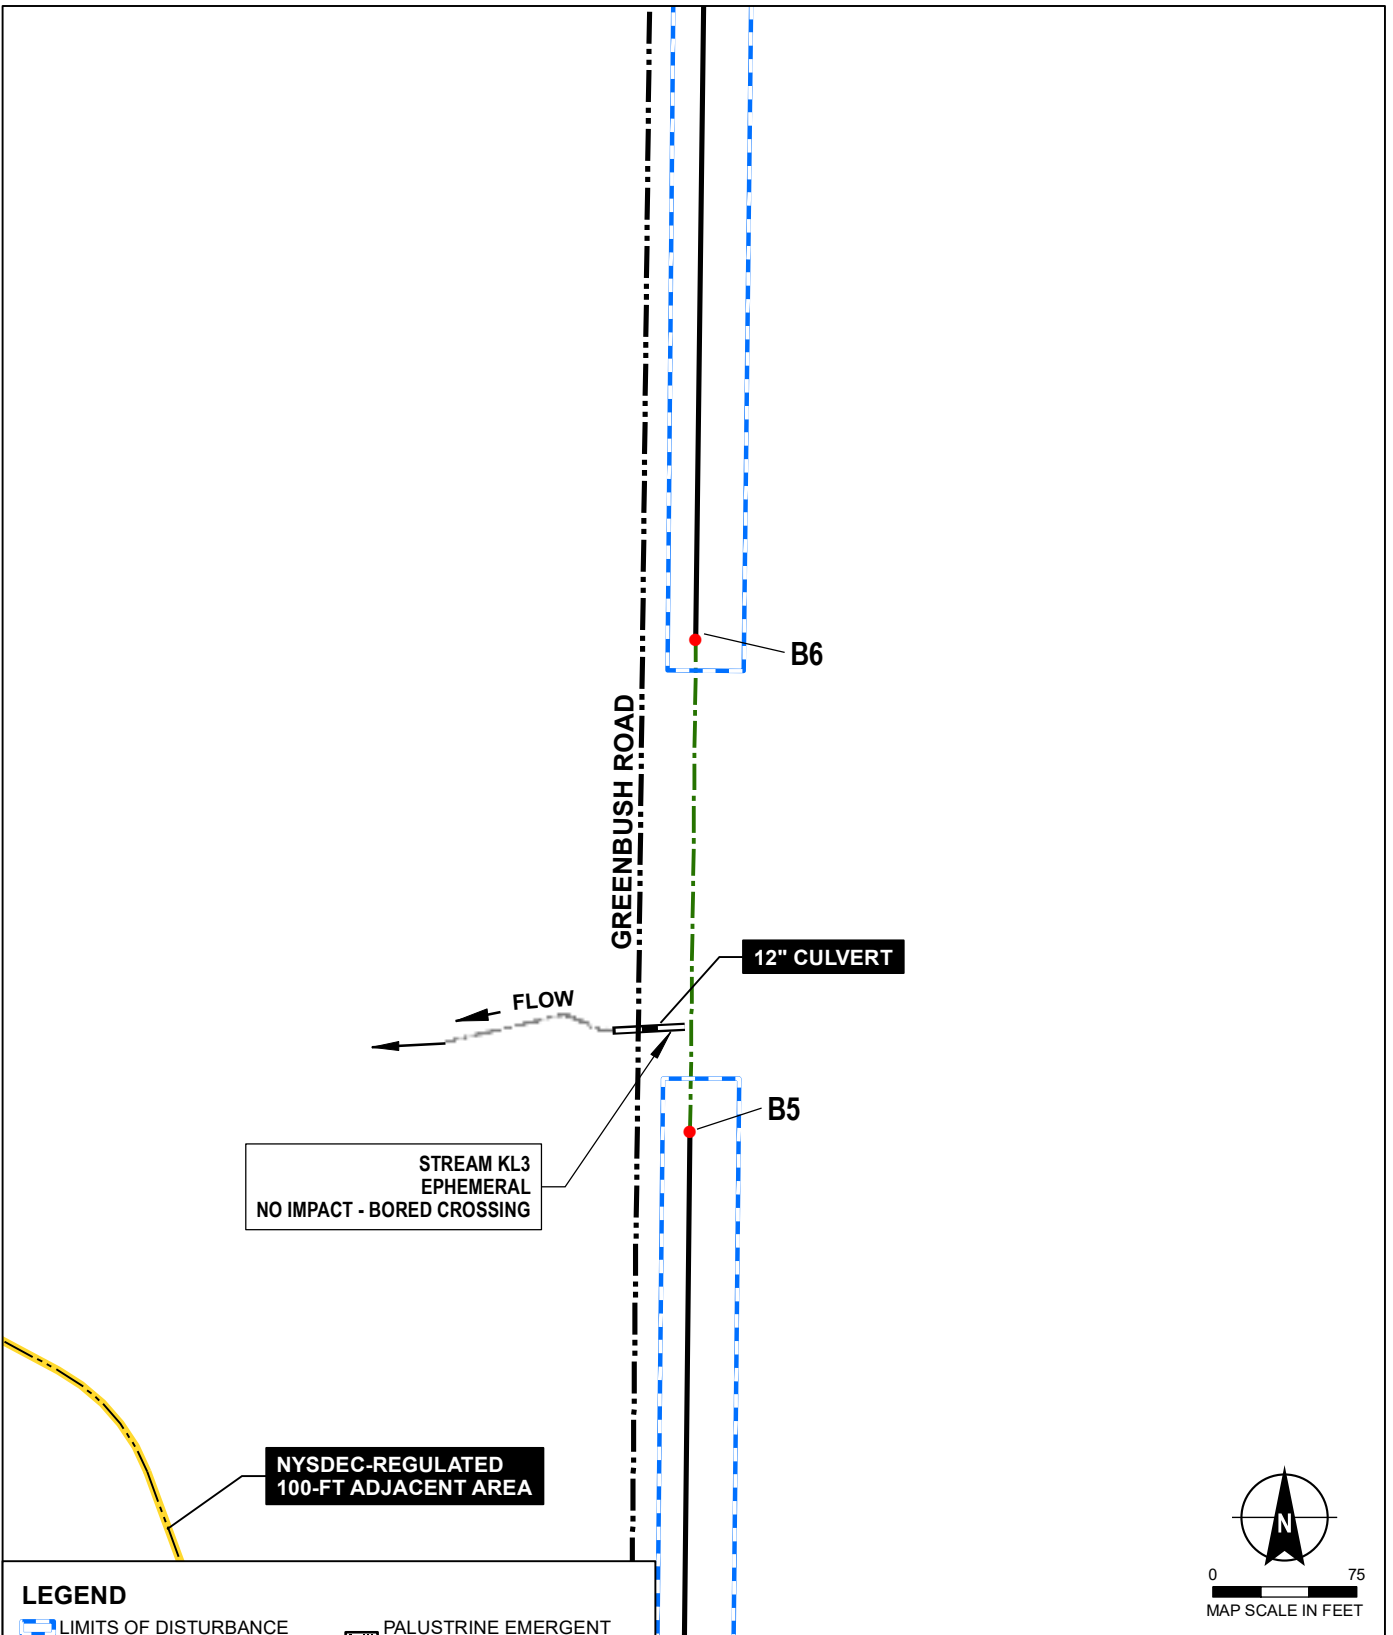 B6
GREENBUSH ROAD
12" CULVERT
FLOW
B5
STREAM KL3
EPHEMERAL
NO IMPACT - BORED CROSSING
NYSDEC-REGULATED
100-FT ADJACENT AREA
N
0 75
MAP SCALE IN FEET
LEGEND
LIMITS OF DISTURBANCE
PALUSTRINE EMERGENT